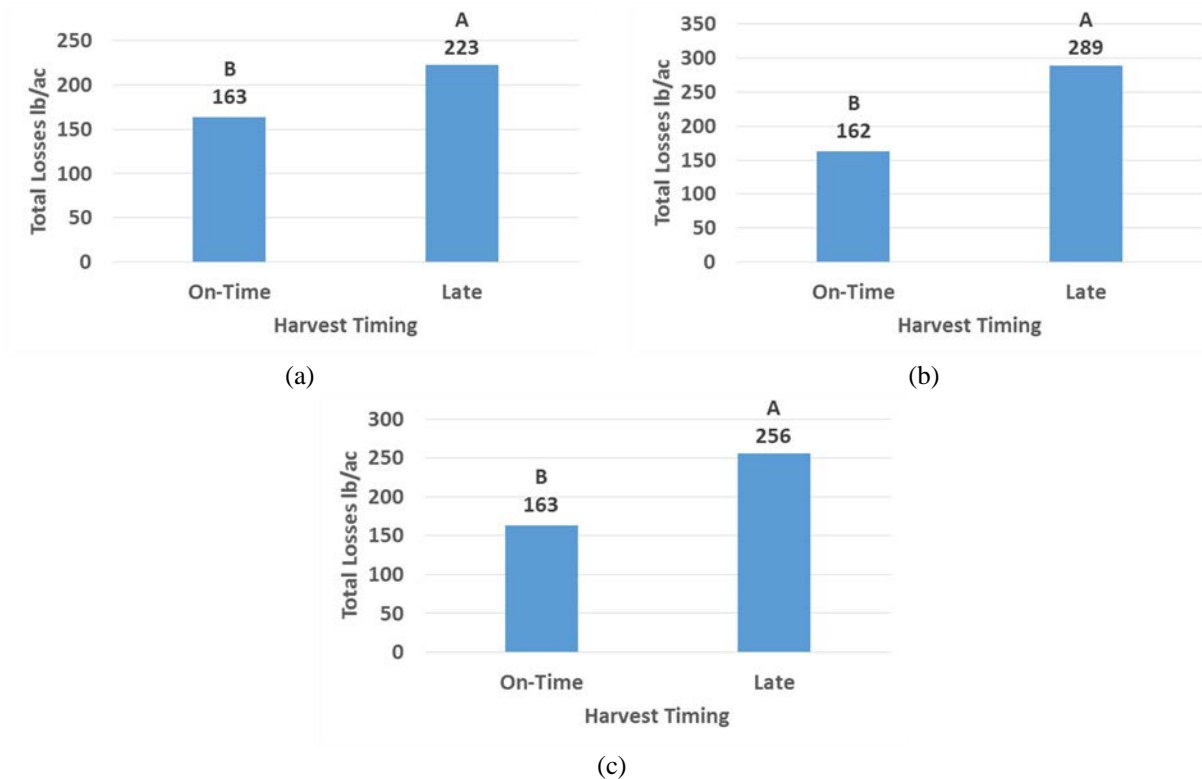 A
250
223
B
200
163
150
100
50
0
Total Losses lb/ac
On-Time Late
Harvest Timing
(a)
A
350
289
300
B
250
162
200
150
100
50
0
Total Losses lb/ac
On-Time Late
Harvest Timing
(b)
A
300
256
250
B
200
163
150
100
50
0
Total Losses lb/ac
On-Time Late
Harvest Timing
(c)